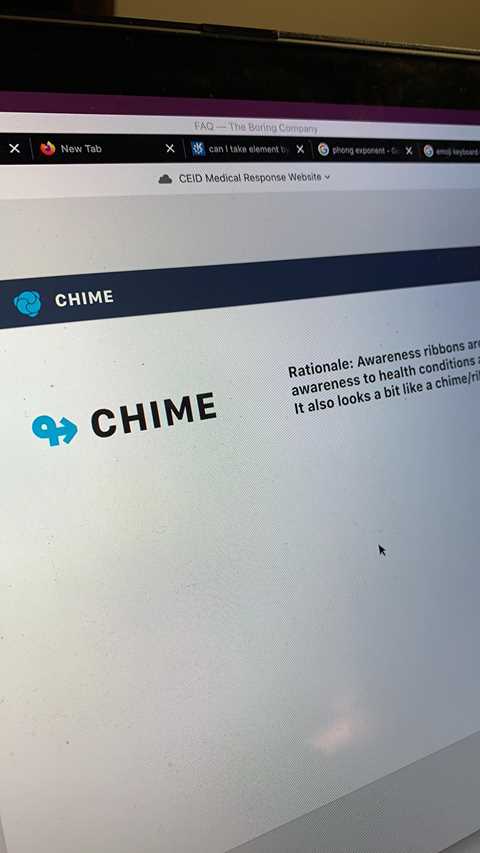 FAQ — The Boring Company
New Tab
can I take element by
phong exponent - G
emoji keyboard
CEID Medical Response Website
CHIME
CHIME
Rationale: Awareness ribbons are
awareness to health conditions a
It also looks a bit like a chime/ri